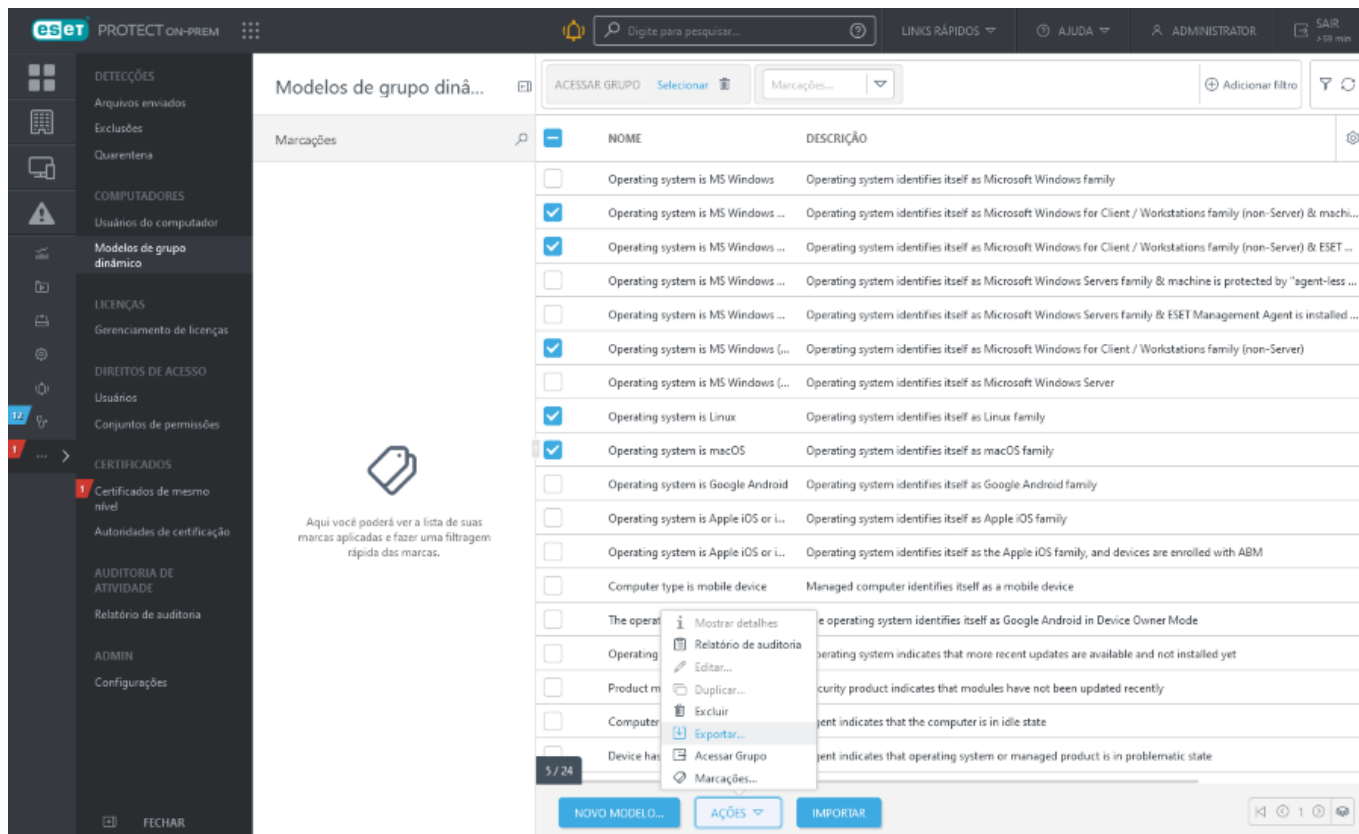 eset PROTECT ON-PREM
Digite para pesquisar...
LINKS RÁPIDOS
AJUDA
ADMINISTRATOR
SAIR
>59 min
DETECÇÕES
Arquivos enviados
Exclusões
Quarentena
COMPUTADORES
Usuários do computador
Modelos de grupo
dinâmico
LICENÇAS
Gerenciamento de licenças
DIREITOS DE ACESSO
Usuários
Conjuntos de permissões
CERTIFICADOS
Certificados de mesmo
nível
Autoridades de certificação
AUDITORIA DE
ATIVIDADE
Relatório de auditoria
ADMIN
Configurações
FECHAR
12
1
1
Modelos de grupo dinâ...
Marcações
Aqui você poderá ver a lista de suas
marcas aplicadas e fazer uma filtragem
rápida das marcas.
ACESSAR GRUPO Selecionar
Marcações...
Adicionar filtro
NOME DESCRIÇÃO
Operating system is MS Windows Operating system identifies itself as Microsoft Windows family
Operating system is MS Windows ... Operating system identifies itself as Microsoft Windows for Client / Workstations family (non-Server) & machi...
Operating system is MS Windows ... Operating system identifies itself as Microsoft Windows for Client / Workstations family (non-Server) & ESET ...
Operating system is MS Windows ... Operating system identifies itself as Microsoft Windows Servers family & machine is protected by "agent-less ...
Operating system is MS Windows ... Operating system identifies itself as Microsoft Windows Servers family & ESET Management Agent is installed ...
Operating system is MS Windows (... Operating system identifies itself as Microsoft Windows for Client / Workstations family (non-Server)
Operating system is MS Windows (... Operating system identifies itself as Microsoft Windows Server
Operating system is Linux Operating system identifies itself as Linux family
Operating system is macOS Operating system identifies itself as macOS family
Operating system is Google Android Operating system identifies itself as Google Android family
Operating system is Apple iOS or i... Operating system identifies itself as Apple iOS family
Operating system is Apple iOS or i... Operating system identifies itself as the Apple iOS family, and devices are enrolled with ABM
Computer type is mobile device Managed computer identifies itself as a mobile device
The operat e operating system identifies itself as Google Android in Device Owner Mode
Operating perating system indicates that more recent updates are available and not installed yet
Product m curity product indicates that modules have not been updated recently
Computer gent indicates that the computer is in idle state
Device has gent indicates that operating system or managed product is in problematic state
Mostrar detalhes
Relatório de auditoria
Editar...
Duplicar...
Excluir
Exportar...
Acessar Grupo
Marcações...
5 / 24
NOVO MODELO...
AÇÕES
IMPORTAR
1